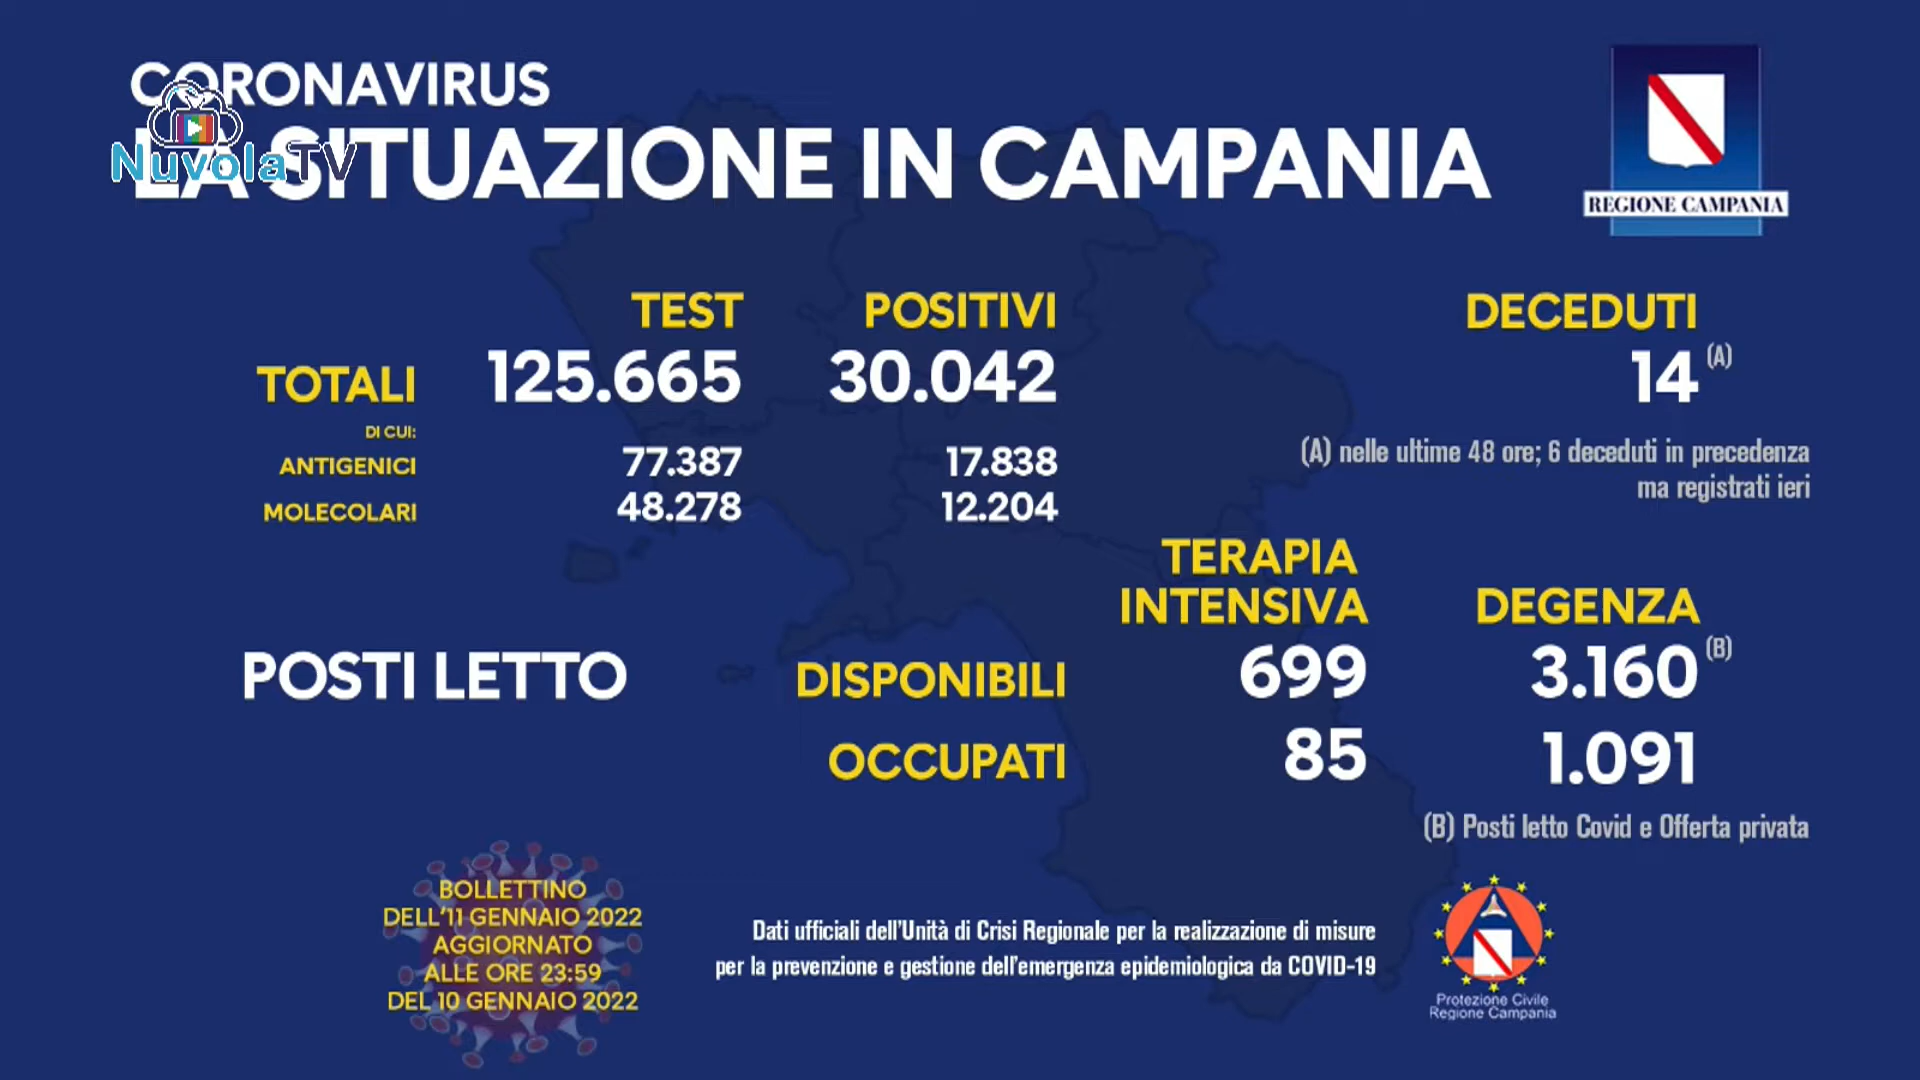 CORONAVIRUS
NuvolaTV
LA SITUAZIONE IN CAMPANIA
REGIONE CAMPANIA
TEST POSITIVI DECEDUTI
TOTALI 125.665 30.042 14 (A)
DI CUI:
ANTIGENICI 77.387 17.838
MOLECOLARI 48.278 12.204
(A) nelle ultime 48 ore; 6 deceduti in precedenza
ma registrati ieri
TERAPIA
INTENSIVA DEGENZA
POSTI LETTO DISPONIBILI 699 3.160 (B)
OCCUPATI 85 1.091
(B) Posti letto Covid e Offerta privata
BOLLETTINO
DELL'11 GENNAIO 2022
AGGIORNATO
ALLE ORE 23:59
DEL 10 GENNAIO 2022
Dati ufficiali dell'Unità di Crisi Regionale per la realizzazione di misure
per la prevenzione e gestione dell'emergenza epidemiologica da COVID-19
Protezione Civile
Regione Campania